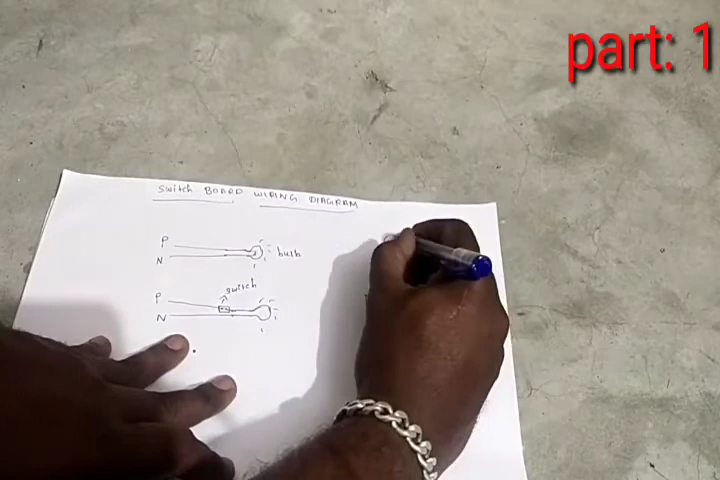 part: 1
Switch BOARD WIRING DIAGRAM
P
N
bulb
switch
P
N